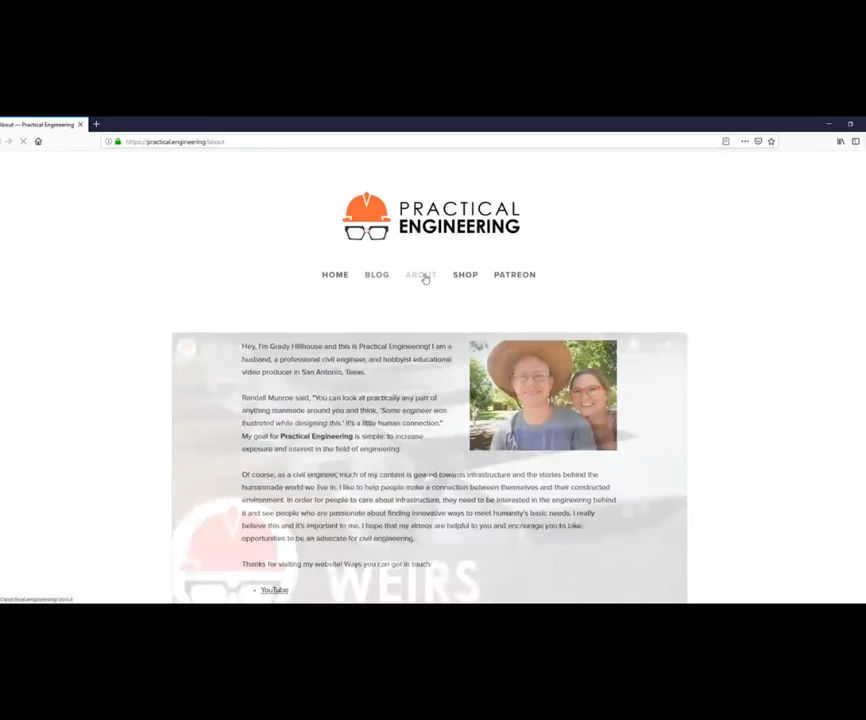 About — Practical Engineering
https://practical.engineering/about
PRACTICAL
ENGINEERING
HOME BLOG ABOUT SHOP PATREON
Hey, I'm Grady Hillhouse and this is Practical Engineering! I am a
husband, a professional civil engineer, and hobbyist educational
video producer in San Antonio, Texas.
Randall Munroe said, "You can look at practically any part of
anything manmade around you and think, 'Some engineer was
frustrated while designing this.' It's a little human connection."
My goal for Practical Engineering is simple: to increase
exposure and interest in the field of engineering.
Of course, as a civil engineer, much of my content is geared towards infrastructure and the stories behind the
humanmade world we live in. I like to help people make a connection between themselves and their constructed
environment. In order for people to care about infrastructure, they need to be interested in the engineering behind
it and see people who are passionate about finding innovative ways to meet humanity's basic needs. I really
believe this and it's important to me. I hope that my videos are helpful to you and encourage you to take
opportunities to be an advocate for civil engineering.
Thanks for visiting my website! Ways you can get in touch:
WEIRS
• YouTube
//practical.engineering/about